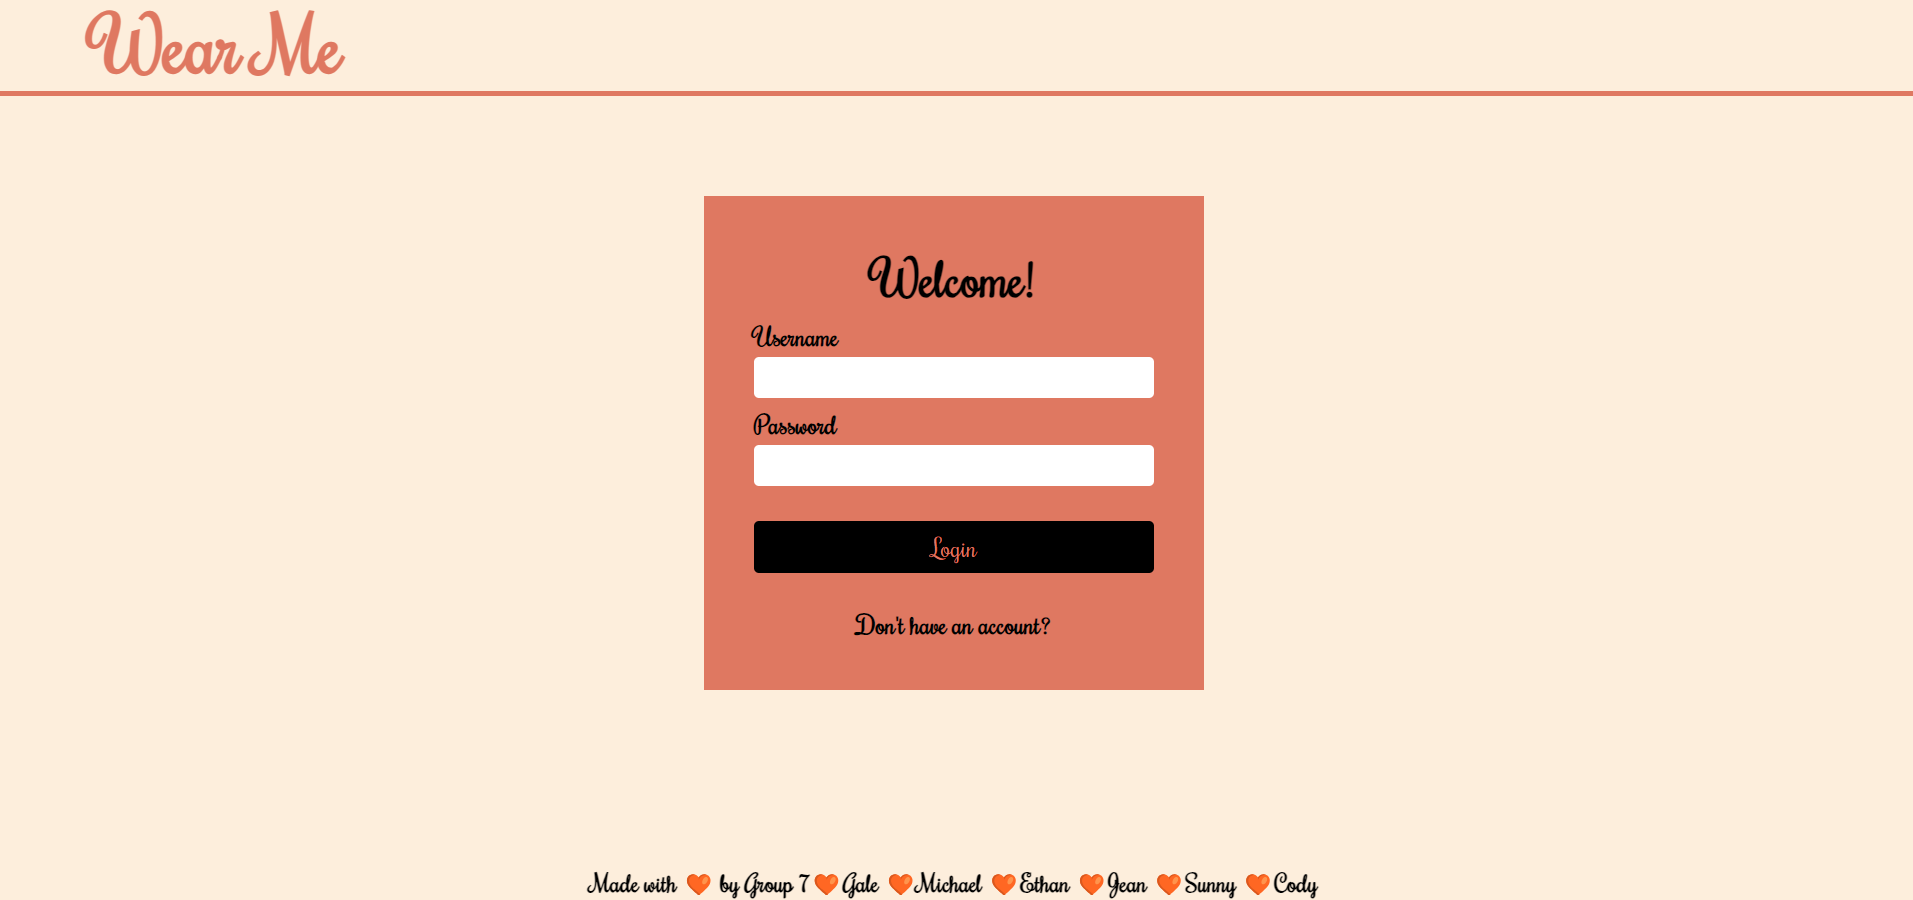 Wear Me
Welcome!
Username
Password
Login
Don't have an account?
Made with 🧡 by Group 7 🧡 Gale 🧡 Michael 🧡 Ethan 🧡 Jean 🧡 Sunny 🧡 Cody